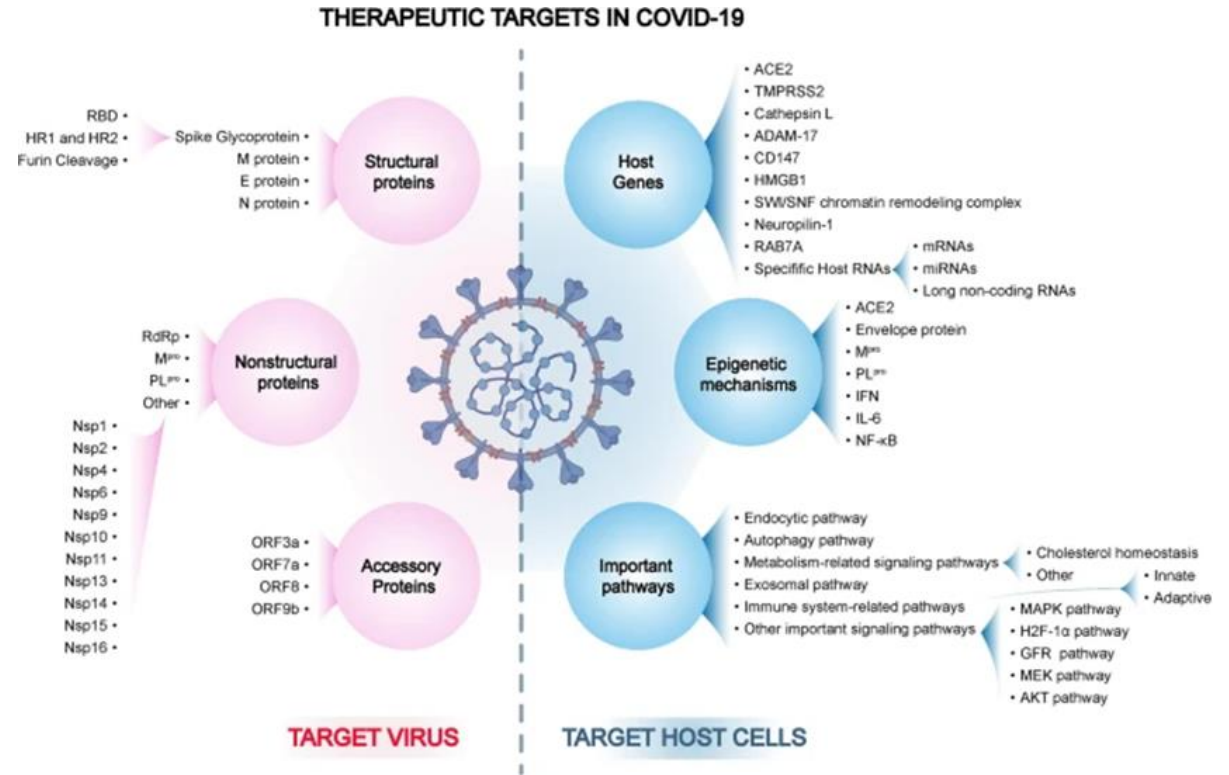 THERAPEUTIC TARGETS IN COVID-19
RBD •
HR1 and HR2 •
Furin Cleavage •
Spike Glycoprotein •
M protein •
E protein •
N protein •
Structural
proteins
RdRp •
Mᵖʳᵒ •
PLᵖʳᵒ •
Other •
Nsp1 •
Nsp2 •
Nsp4 •
Nsp6 •
Nsp9 •
Nsp10 •
Nsp11 •
Nsp13 •
Nsp14 •
Nsp15 •
Nsp16 •
Nonstructural
proteins
ORF3a •
ORF7a •
ORF8 •
ORF9b •
Accessory
Proteins
TARGET VIRUS
Host
Genes
• ACE2
• TMPRSS2
• Cathepsin L
• ADAM-17
• CD147
• HMGB1
• SWI/SNF chromatin remodeling complex
• Neuropilin-1
• RAB7A
• Specifific Host RNAs
• mRNAs
• miRNAs
• Long non-coding RNAs
Epigenetic
mechanisms
• ACE2
• Envelope protein
• Mᵖʳᵒ
• PLᵖʳᵒ
• IFN
• IL-6
• NF-κB
Important
pathways
• Endocytic pathway
• Autophagy pathway
• Metabolism-related signaling pathways
• Cholesterol homeostasis
• Other
• Exosomal pathway
• Immune system-related pathways
• Innate
• Adaptive
• Other important signaling pathways
• MAPK pathway
• H2F-1α pathway
• GFR pathway
• MEK pathway
• AKT pathway
TARGET HOST CELLS